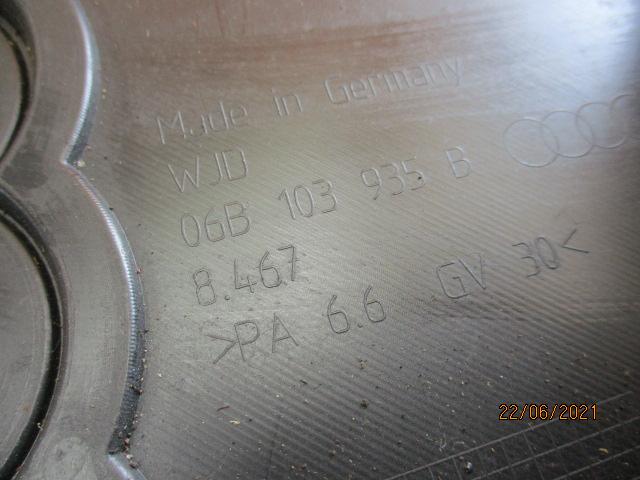 Made in Germany
WJD
06B 103 935 B
8.467
>PA 6.6 GV 30<
22/06/2021